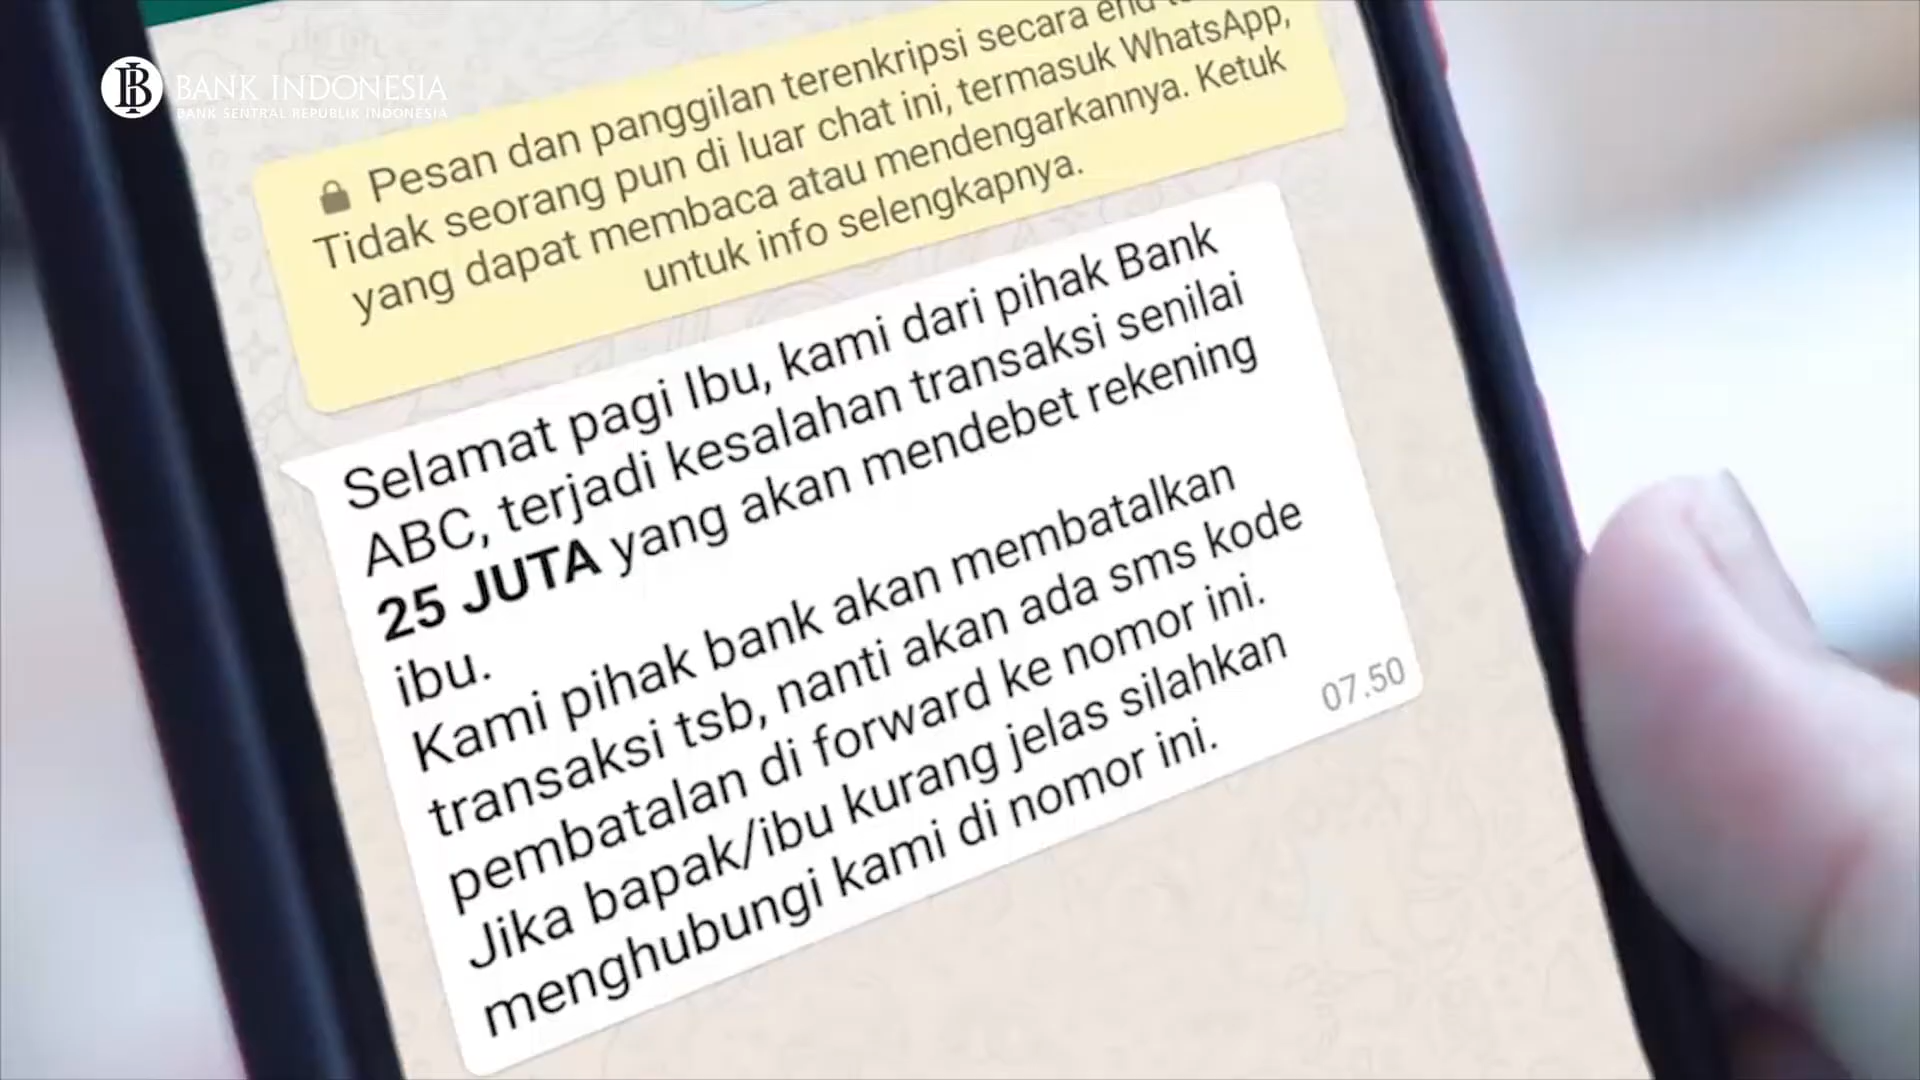 BANK INDONESIA
BANK SENTRAL REPUBLIK INDONESIA
Pesan dan panggilan terenkripsi secara end
Tidak seorang pun di luar chat ini, termasuk WhatsApp,
yang dapat membaca atau mendengarkannya. Ketuk
untuk info selengkapnya.
Selamat pagi Ibu, kami dari pihak Bank
ABC, terjadi kesalahan transaksi senilai
25 JUTA yang akan mendebet rekening
ibu.
Kami pihak bank akan membatalkan
transaksi tsb, nanti akan ada sms kode
pembatalan di forward ke nomor ini.
Jika bapak/ibu kurang jelas silahkan
menghubungi kami di nomor ini.
07.50